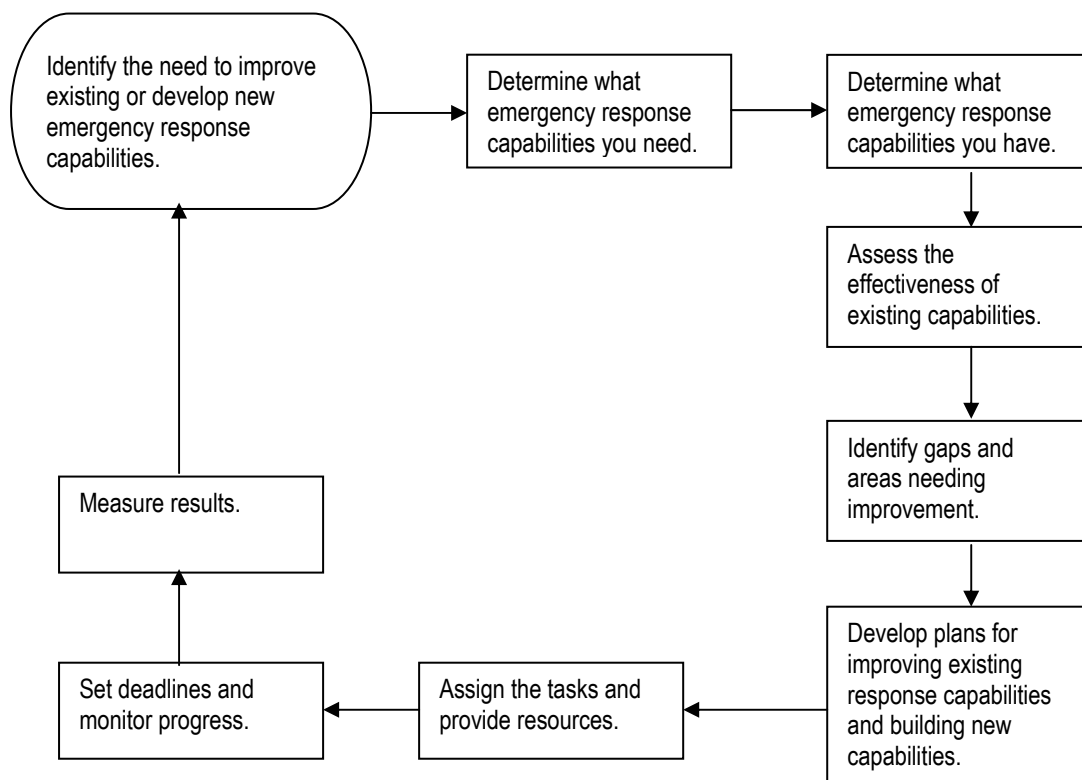 Identify the need to improve
existing or develop new
emergency response
capabilities.
Determine what
emergency response
capabilities you need.
Determine what
emergency response
capabilities you have.
Assess the
effectiveness of
existing capabilities.
Identify gaps and
areas needing
improvement.
Develop plans for
improving existing
response capabilities
and building new
capabilities.
Assign the tasks and
provide resources.
Set deadlines and
monitor progress.
Measure results.